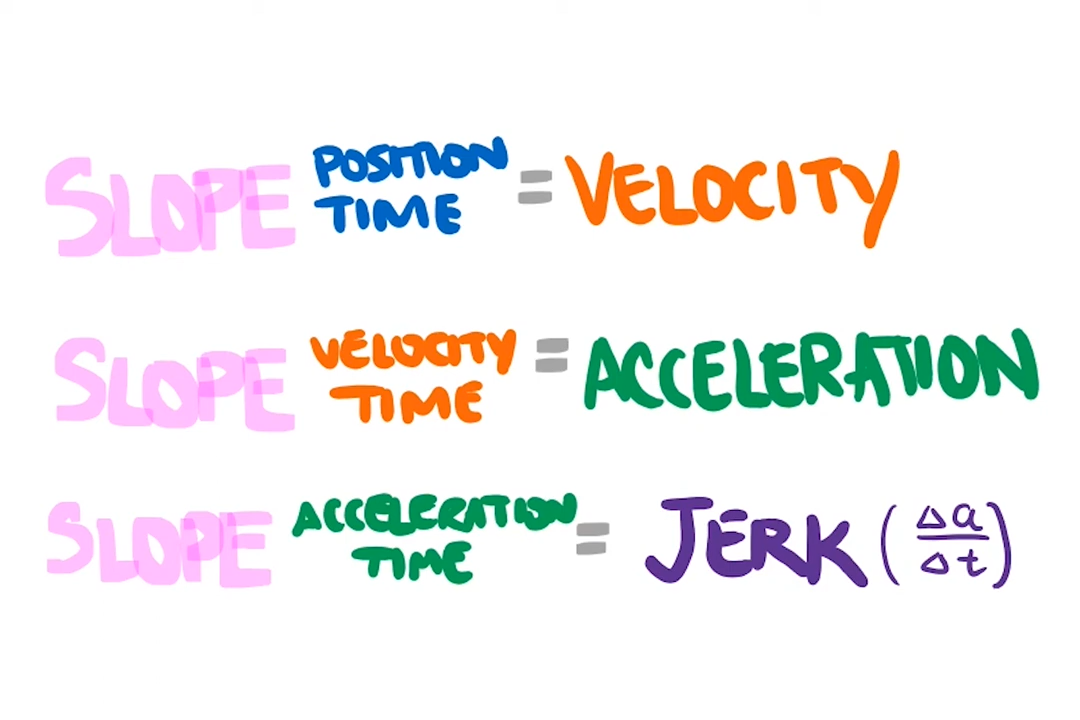 SLOPE POSITION TIME = VELOCITY
SLOPE VELOCITY TIME = ACCELERATION
SLOPE ACCELERATION TIME = JERK (Δa/Δt)